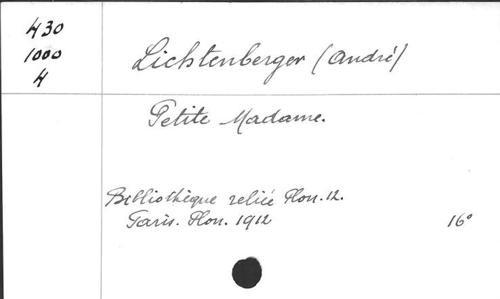 430
1000
4
Lichtenberger (André)
Petite Madame.
Bibliothèque reliée Plon. 12.
Paris. Plon. 1912
16°